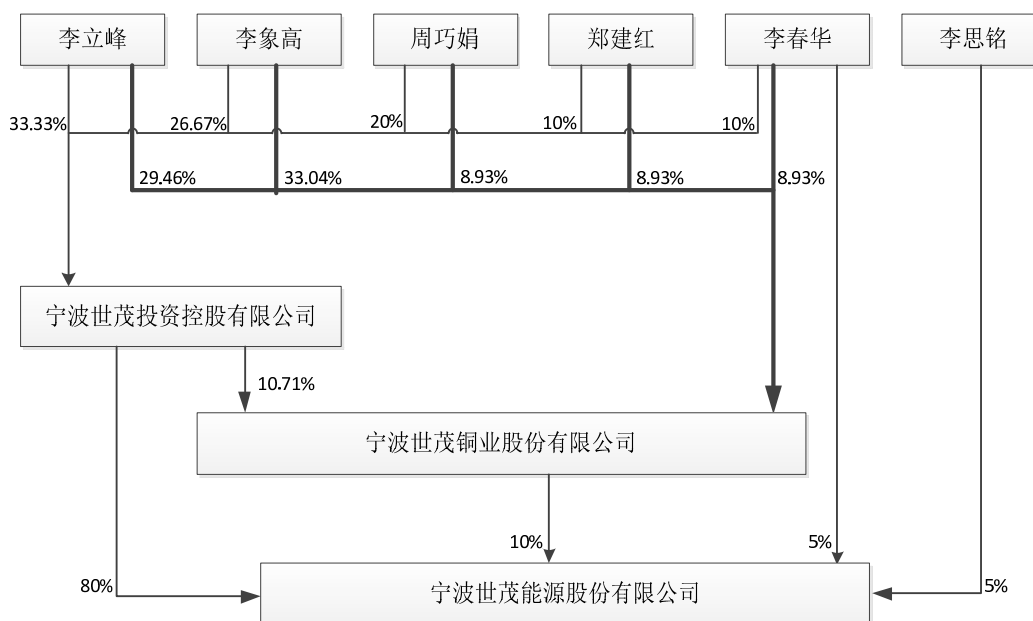 李立峰
李象高
周巧娟
郑建红
李春华
李思铭
33.33%
26.67%
20%
10%
10%
29.46%
33.04%
8.93%
8.93%
8.93%
宁波世茂投资控股有限公司
10.71%
宁波世茂铜业股份有限公司
10%
5%
80%
宁波世茂能源股份有限公司
5%